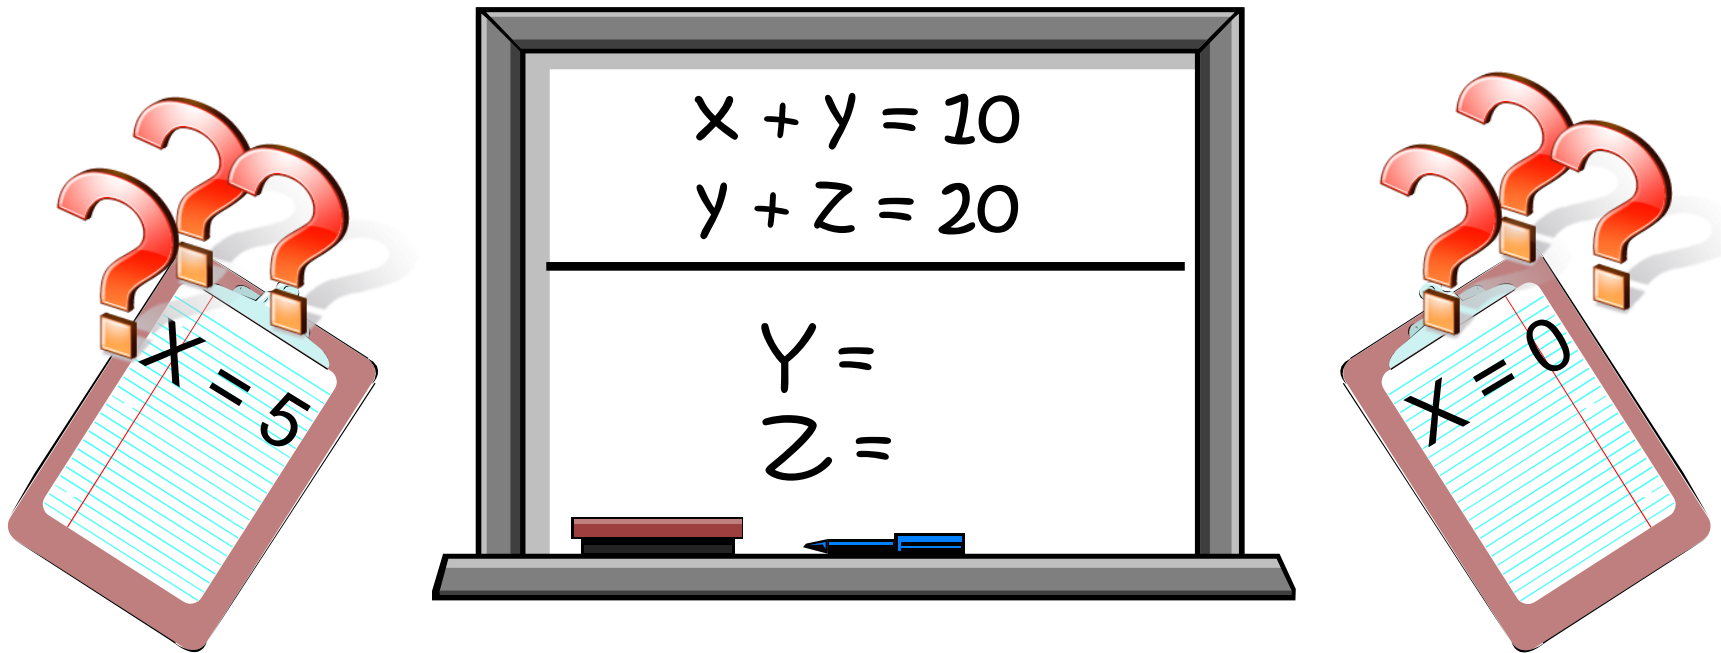 X + Y = 10
Y + Z = 20
Y =
Z =
X = 5
X = 0
? ? ?
? ? ?